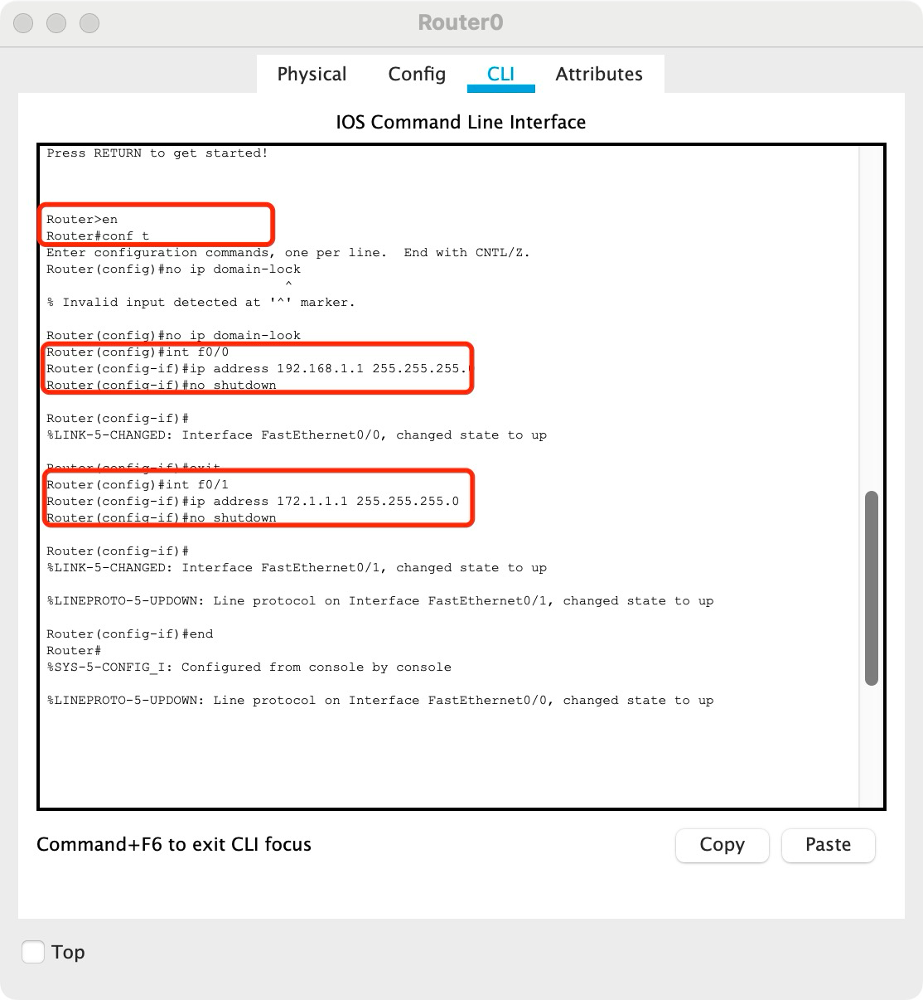 Router0
Physical Config CLI Attributes
IOS Command Line Interface
Press RETURN to get started!
Router>en
Router#conf t
Enter configuration commands, one per line.  End with CNTL/Z.
Router(config)#no ip domain-lock
^
% Invalid input detected at '^' marker.
Router(config)#no ip domain-look
Router(config)#int f0/0
Router(config-if)#ip address 192.168.1.1 255.255.255.0
Router(config-if)#no shutdown
Router(config-if)#
%LINK-5-CHANGED: Interface FastEthernet0/0, changed state to up
Router(config-if)#exit
Router(config)#int f0/1
Router(config-if)#ip address 172.1.1.1 255.255.255.0
Router(config-if)#no shutdown
Router(config-if)#
%LINK-5-CHANGED: Interface FastEthernet0/1, changed state to up
%LINEPROTO-5-UPDOWN: Line protocol on Interface FastEthernet0/1, changed state to up
Router(config-if)#end
Router#
%SYS-5-CONFIG_I: Configured from console by console
%LINEPROTO-5-UPDOWN: Line protocol on Interface FastEthernet0/0, changed state to up
Command+F6 to exit CLI focus
Copy Paste
Top